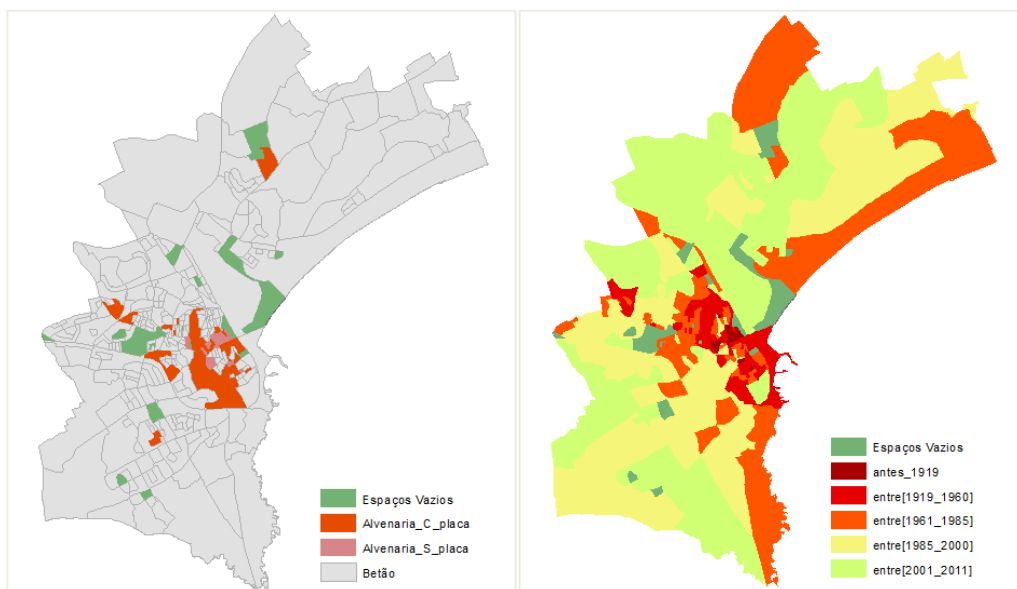 Espaços Vazios
Alvenaria_C_placa
Alvenaria_S_placa
Betão
Espaços Vazios
antes_1919
entre[1919_1960]
entre[1961_1985]
entre[1985_2000]
entre[2001_2011]